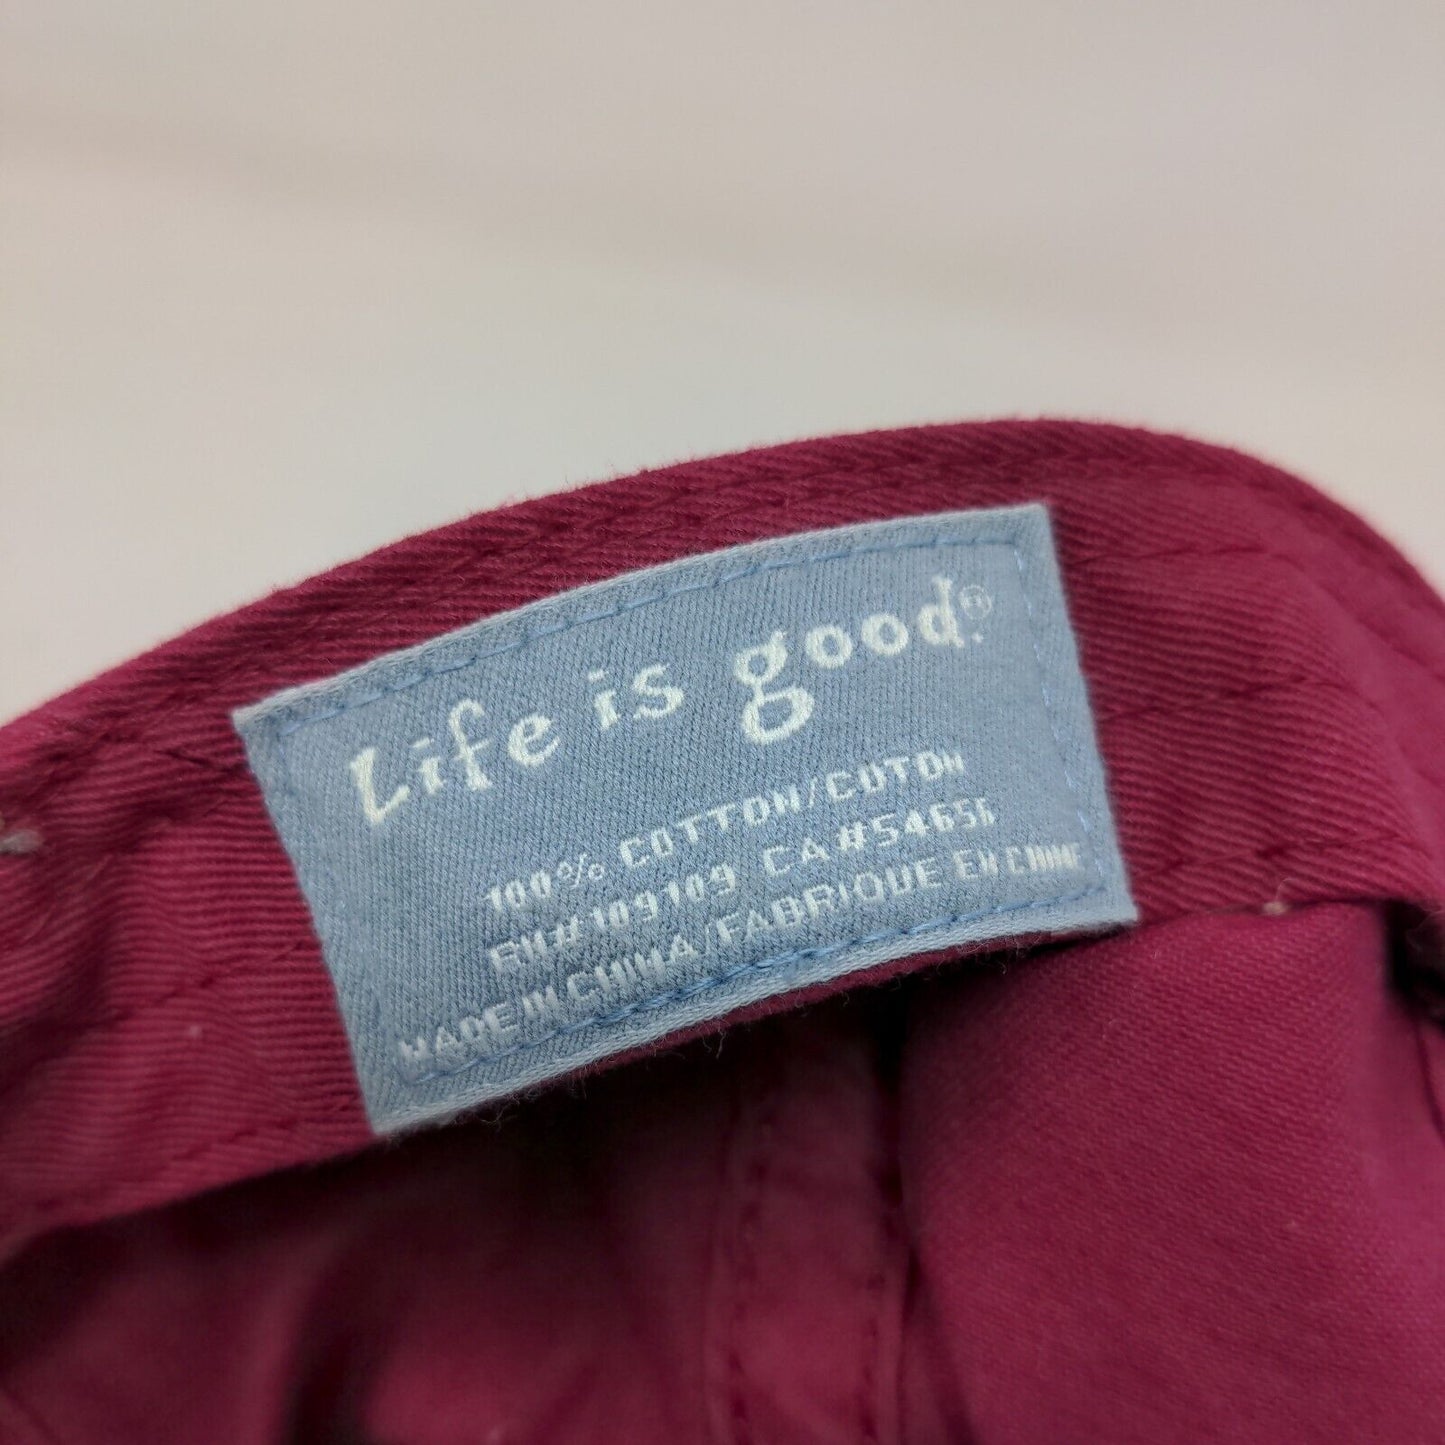 Life is good®
100% COTTON/COTON
RN#109109 CA#54656
MADE IN CHINA/FABRIQUE EN CHINE